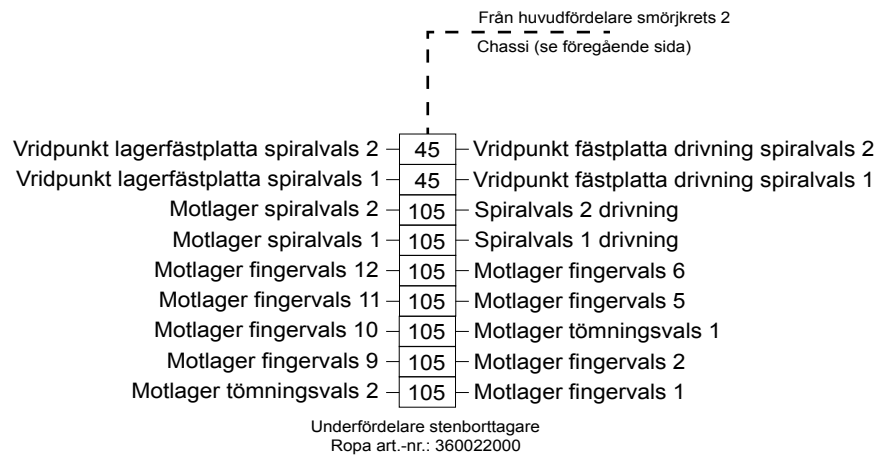 Från huvudfördelare smörjkrets 2
Chassi (se föregående sida)
Vridpunkt lagerfästplatta spiralvals 2 45 Vridpunkt fästplatta drivning spiralvals 2
Vridpunkt lagerfästplatta spiralvals 1 45 Vridpunkt fästplatta drivning spiralvals 1
Motlager spiralvals 2 105 Spiralvals 2 drivning
Motlager spiralvals 1 105 Spiralvals 1 drivning
Motlager fingervals 12 105 Motlager fingervals 6
Motlager fingervals 11 105 Motlager fingervals 5
Motlager fingervals 10 105 Motlager tömningsvals 1
Motlager fingervals 9 105 Motlager fingervals 2
Motlager tömningsvals 2 105 Motlager fingervals 1
Underfördelare stenborttagare
Ropa art.-nr.: 360022000